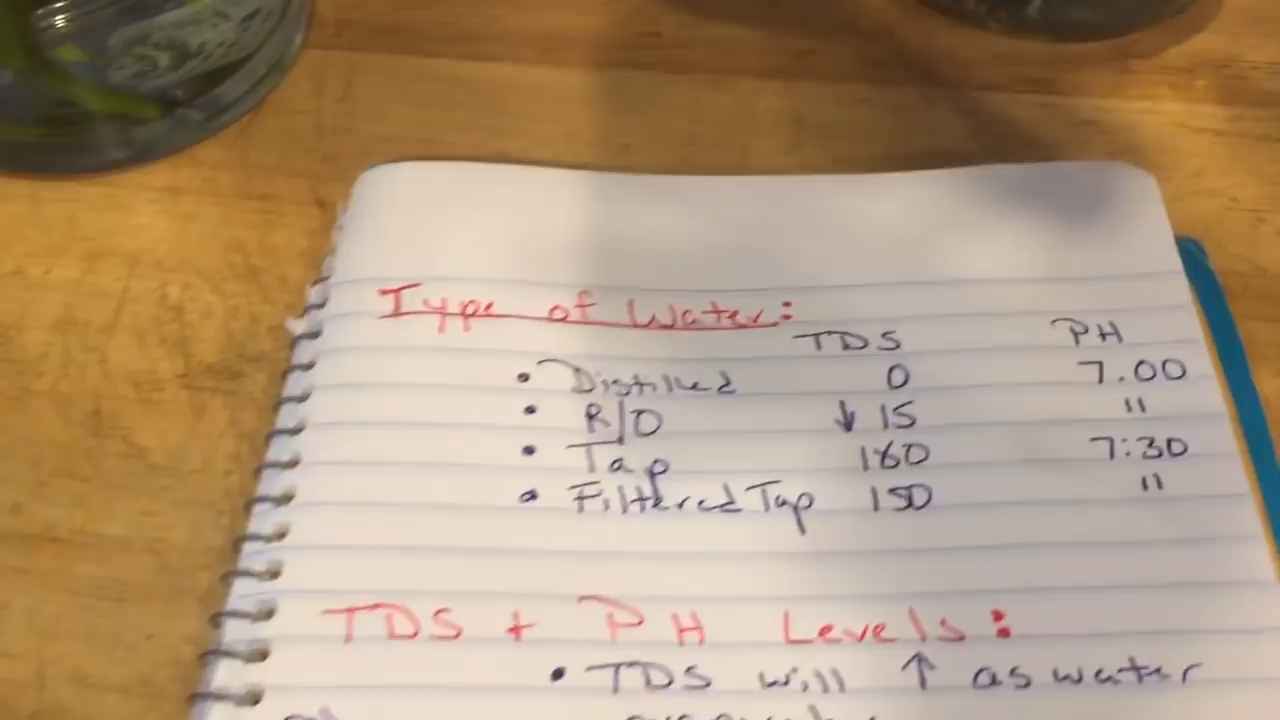 Type of Water:
TDS PH
• Distilled 0 7.00
• R/O ↓ 15 "
• Tap 160 7:30
• Filtered Tap 150 "
TDS + PH Levels:
• TDS will ↑ as water